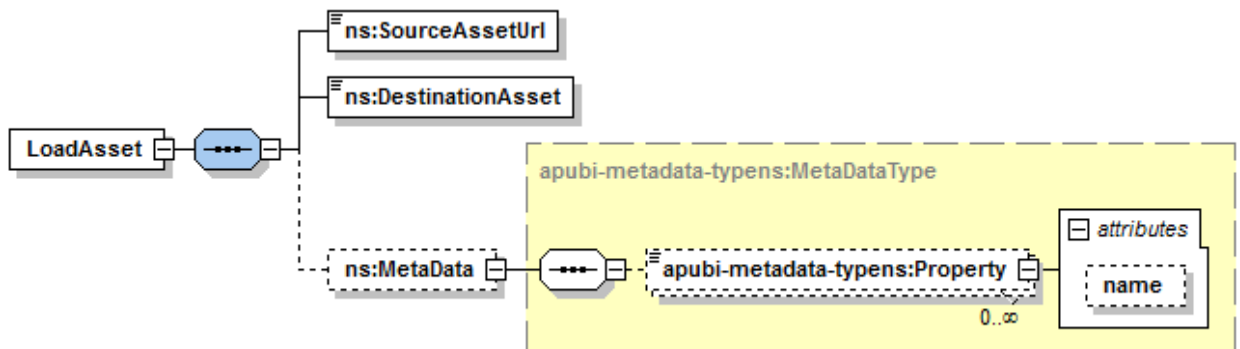 ns:SourceAssetUrl
ns:DestinationAsset
LoadAsset
apubi-metadata-typens:MetaDataType
attributes
ns:MetaData
apubi-metadata-typens:Property
name
0..∞